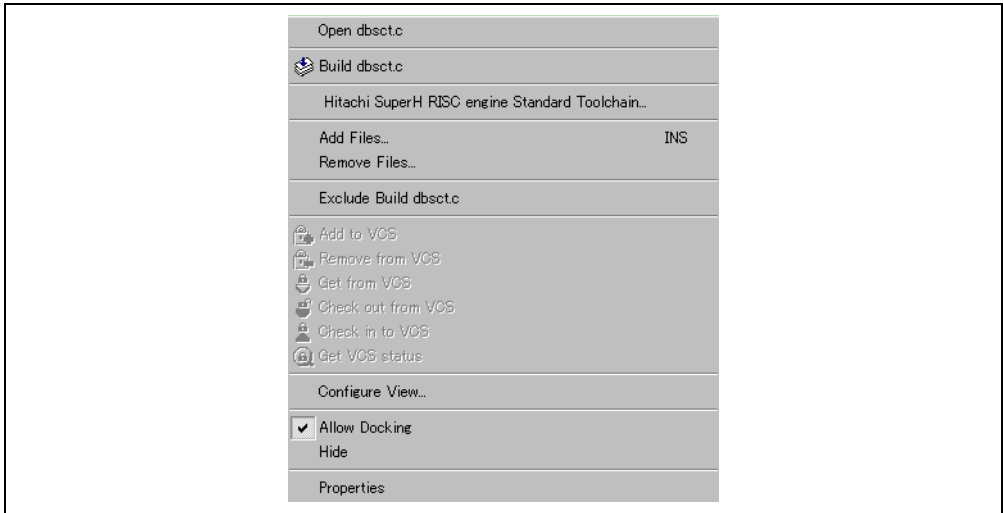 Open dbsct.c
Build dbsct.c
Hitachi SuperH RISC engine Standard Toolchain...
Add Files... INS
Remove Files...
Exclude Build dbsct.c
Add to VCS
Remove from VCS
Get from VCS
Check out from VCS
Check in to VCS
Get VCS status
Configure View...
Allow Docking
Hide
Properties